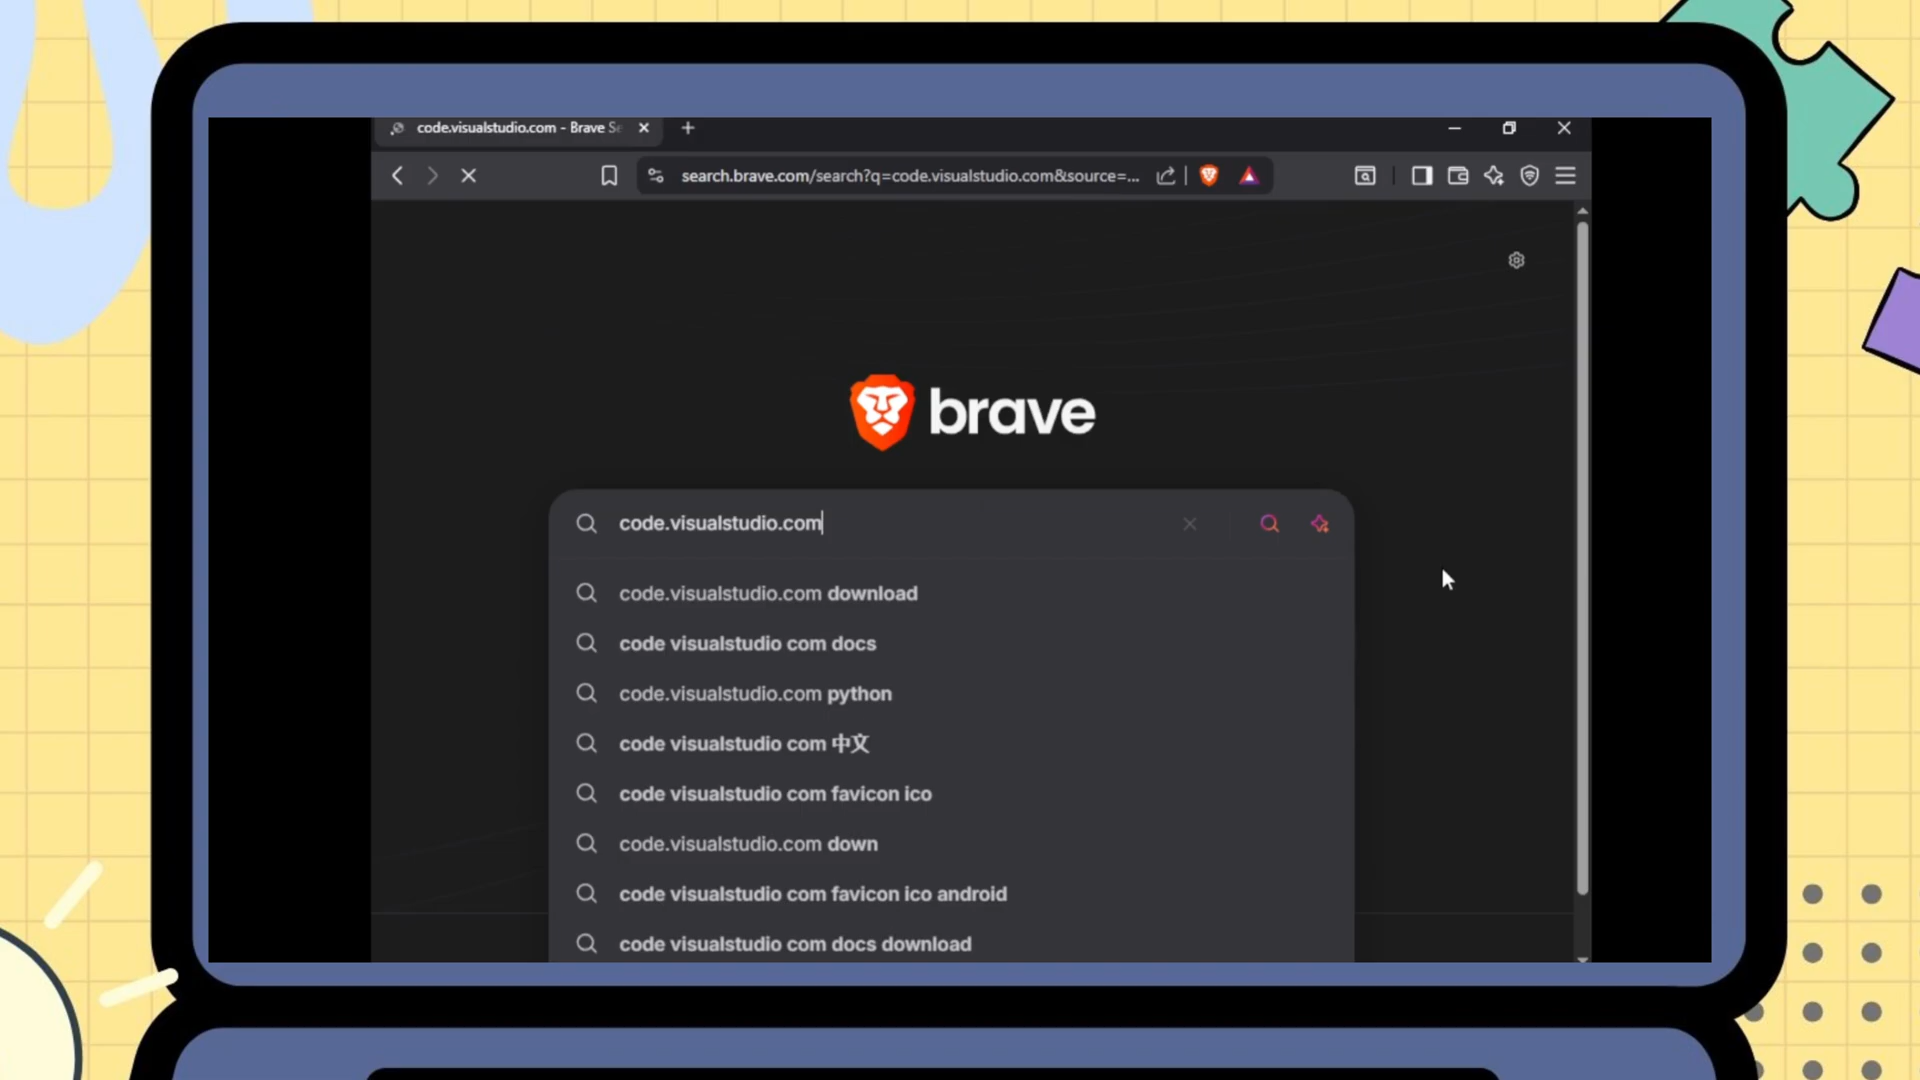 code.visualstudio.com - Brave Se
search.brave.com/search?q=code.visualstudio.com&source=...
brave
code.visualstudio.com
code.visualstudio.com download
code visualstudio com docs
code.visualstudio.com python
code visualstudio com 中文
code visualstudio com favicon ico
code.visualstudio.com down
code visualstudio com favicon ico android
code visualstudio com docs download